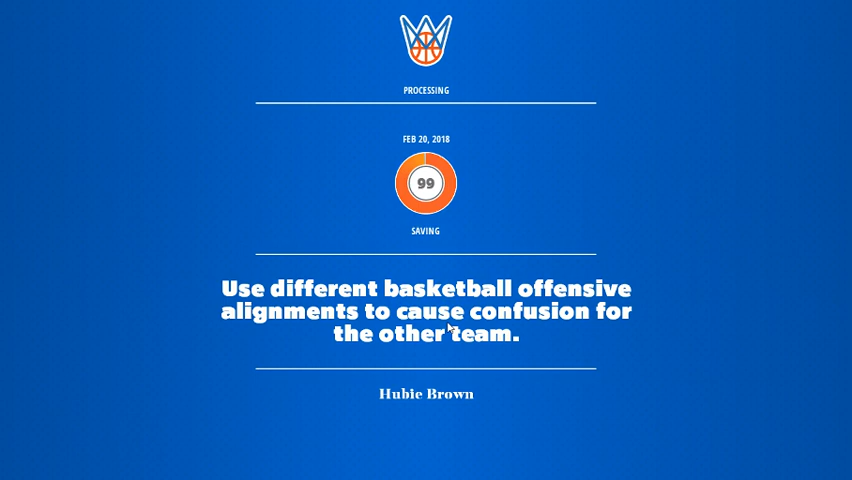 PROCESSING
FEB 20, 2018
99
SAVING
Use different basketball offensive
alignments to cause confusion for
the other team.
Hubie Brown